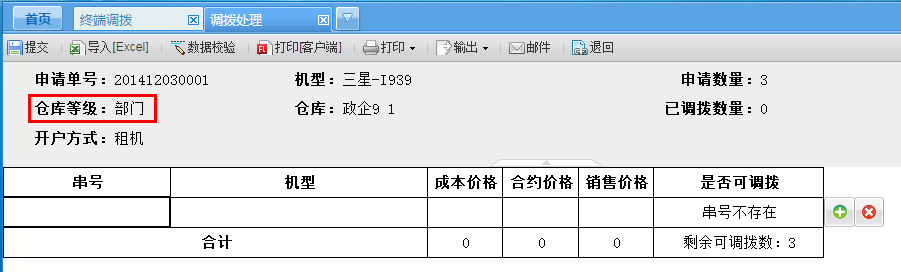 首页 终端调拨 调拨处理
提交 导入[Excel] 数据校验 打印[客户端] 打印 输出 邮件 退回
申请单号：201412030001 机型：三星-I939 申请数量：3
仓库等级：部门 仓库：政企9 1 已调拨数量：0
开户方式：租机
串号 机型 成本价格 合约价格 销售价格 是否可调拨
串号不存在
合计 0 0 0 剩余可调拨数：3